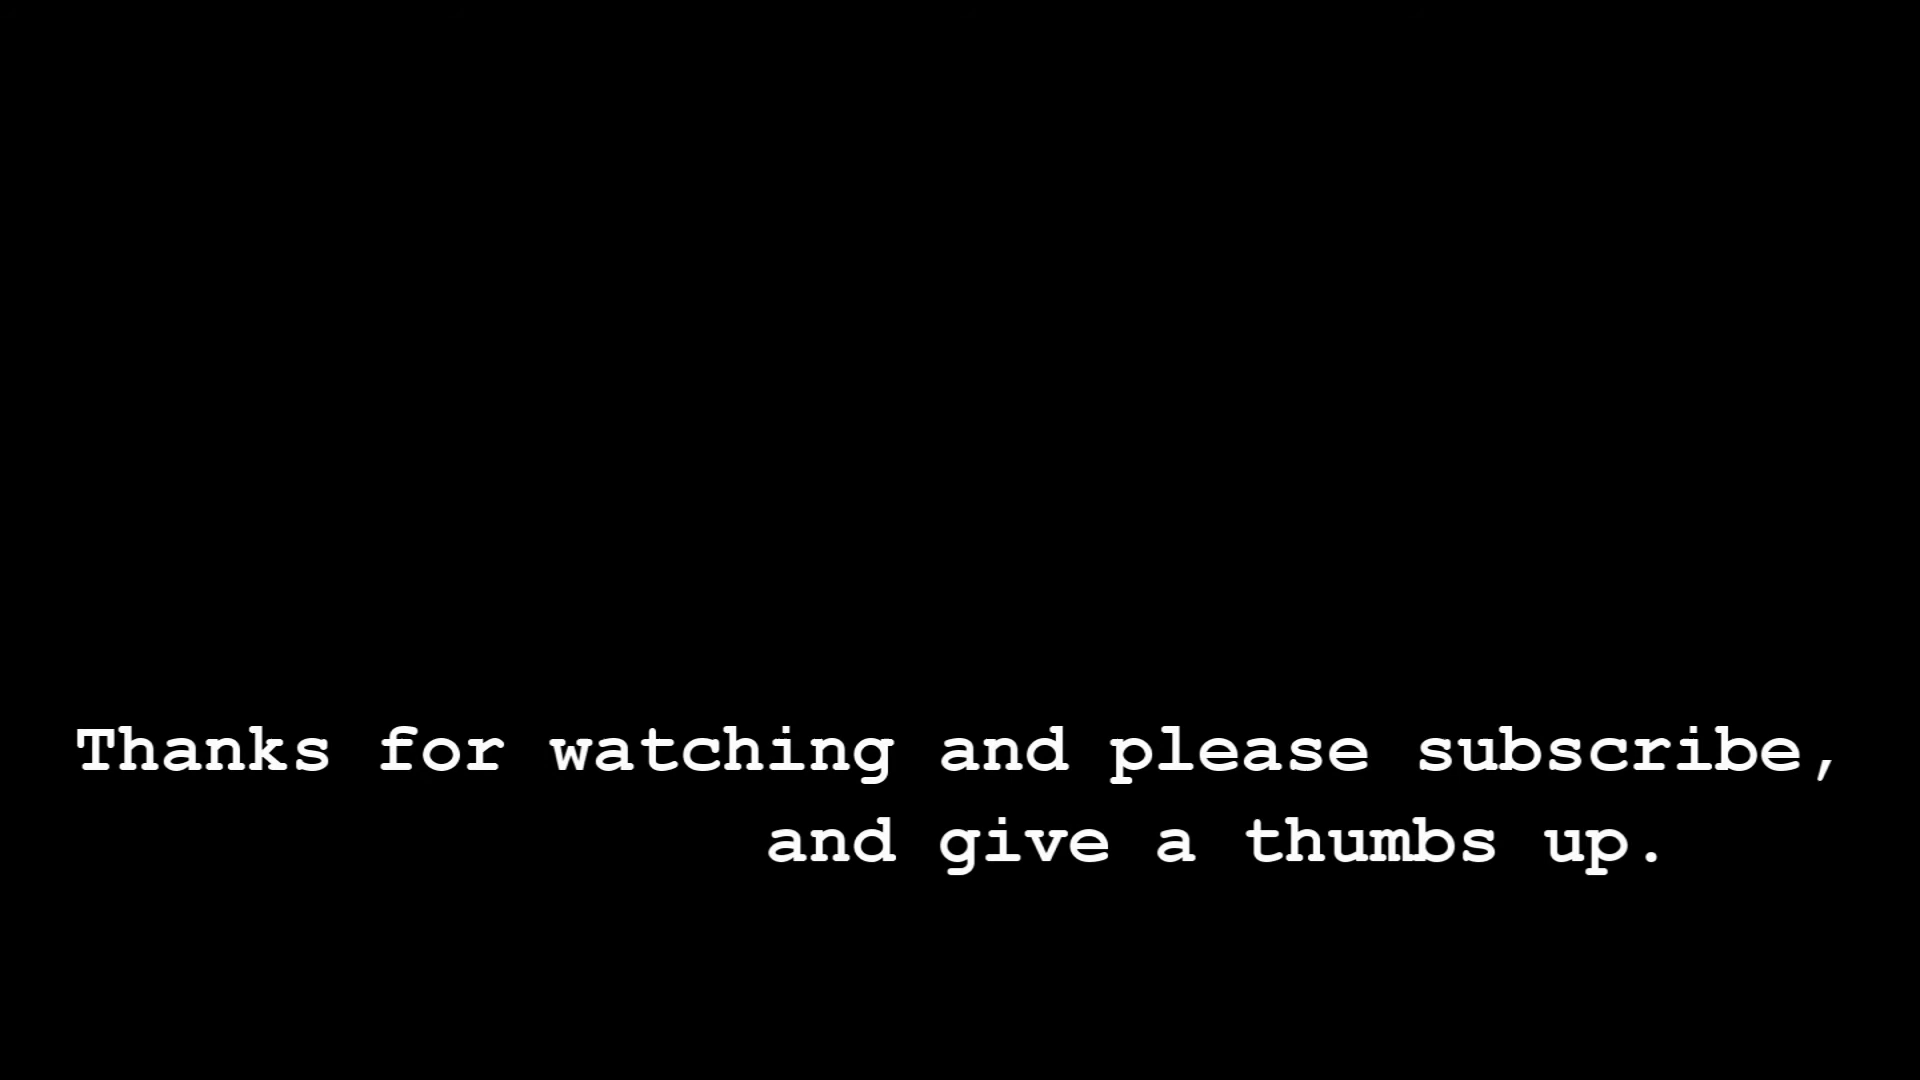 Thanks for watching and please subscribe,
and give a thumbs up.